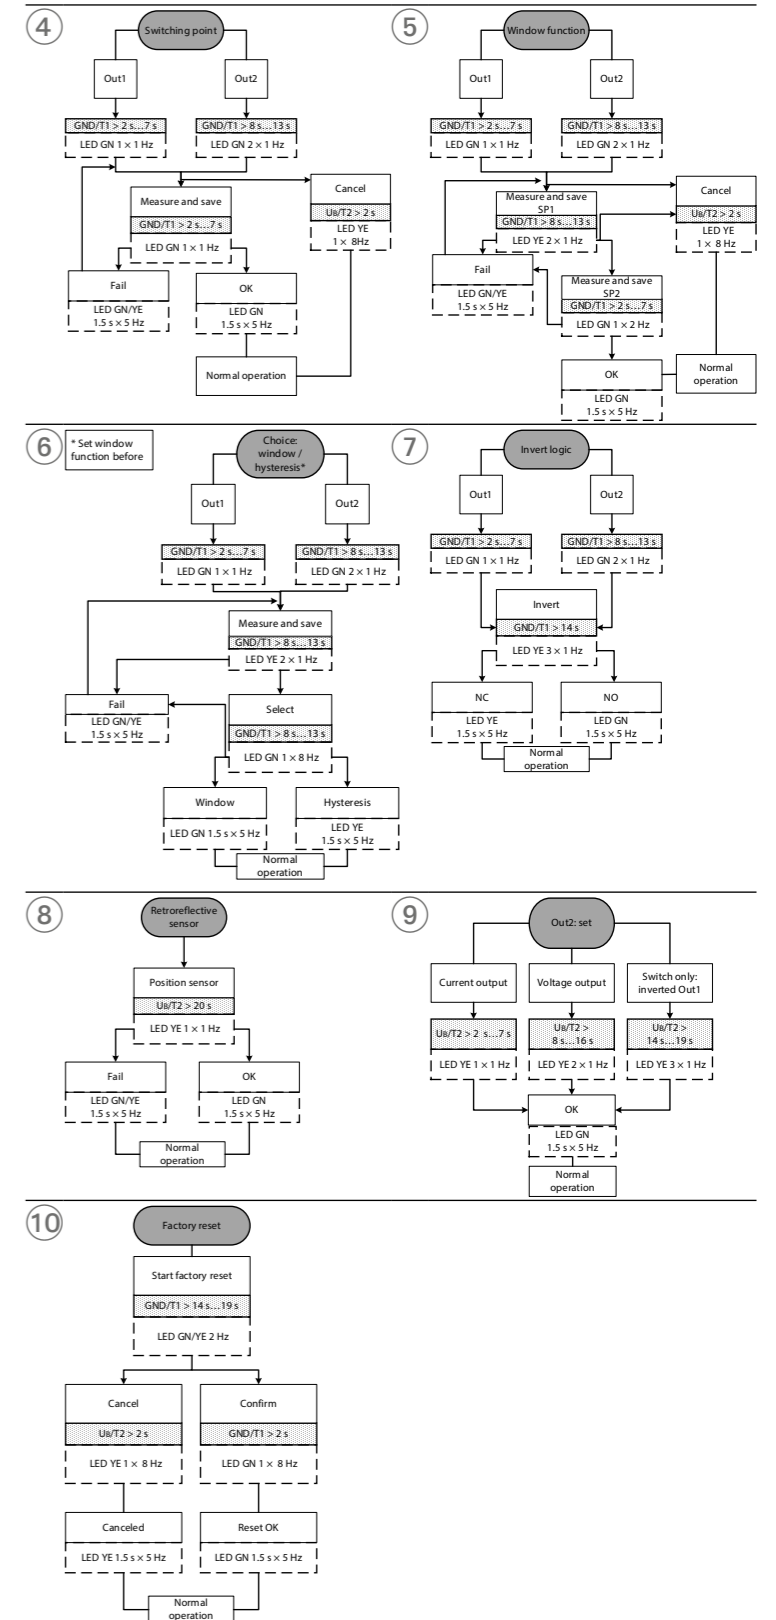 4
Switching point
Out1
Out2
GND/T1 > 2 s...7 s
GND/T1 > 8 s...13 s
LED GN 1 × 1 Hz
LED GN 2 × 1 Hz
Measure and save
GND/T1 > 2 s...7 s
LED GN 1 × 1 Hz
Cancel
UB/T2 > 2 s
LED YE
1 × 8Hz
Fail
LED GN/YE
1.5 s × 5 Hz
OK
LED GN
1.5 s × 5 Hz
Normal operation
5
Window function
Out1
Out2
GND/T1 > 2 s...7 s
GND/T1 > 8 s...13 s
LED GN 1 × 1 Hz
LED GN 2 × 1 Hz
Measure and save
SP1
GND/T1 > 8 s...13 s
LED YE 2 × 1 Hz
Cancel
UB/T2 > 2 s
LED YE
1 × 8 Hz
Fail
LED GN/YE
1.5 s × 5 Hz
Measure and save
SP2
GND/T1 > 2 s...7 s
LED GN 1 × 2 Hz
OK
LED GN
1.5 s × 5 Hz
Normal
operation
6
* Set window
function before
Choice:
window /
hysteresis*
Out1
Out2
GND/T1 > 2 s...7 s
GND/T1 > 8 s...13 s
LED GN 1 × 1 Hz
LED GN 2 × 1 Hz
Measure and save
GND/T1 > 8 s...13 s
LED YE 2 × 1 Hz
Fail
LED GN/YE
1.5 s × 5 Hz
Select
GND/T1 > 8 s...13 s
LED GN 1 × 8 Hz
Window
LED GN 1.5 s × 5 Hz
Hysteresis
LED YE
1.5 s × 5 Hz
Normal
operation
7
Invert logic
Out1
Out2
GND/T1 > 2 s...7 s
GND/T1 > 8 s...13 s
LED GN 1 × 1 Hz
LED GN 2 × 1 Hz
Invert
GND/T1 > 14 s
LED YE 3 × 1 Hz
NC
LED YE
1.5 s × 5 Hz
NO
LED GN
1.5 s × 5 Hz
Normal
operation
8
Retroreflective
sensor
Position sensor
UB/T2 > 20 s
LED YE 1 × 1 Hz
Fail
LED GN/YE
1.5 s × 5 Hz
OK
LED GN
1.5 s × 5 Hz
Normal
operation
9
Out2: set
Current output
Voltage output
Switch only:
inverted Out1
UB/T2 > 2 s...7 s
UB/T2 >
8 s...16 s
UB/T2 >
14 s...19 s
LED YE 1 × 1 Hz
LED YE 2 × 1 Hz
LED YE 3 × 1 Hz
OK
LED GN
1.5 s × 5 Hz
Normal
operation
10
Factory reset
Start factory reset
GND/T1 > 14 s...19 s
LED GN/YE 2 Hz
Cancel
UB/T2 > 2 s
LED YE 1 × 8 Hz
Confirm
GND/T1 > 2 s
LED GN 1 × 8 Hz
Canceled
LED YE 1.5 s × 5 Hz
Reset OK
LED GN 1.5 s × 5 Hz
Normal
operation